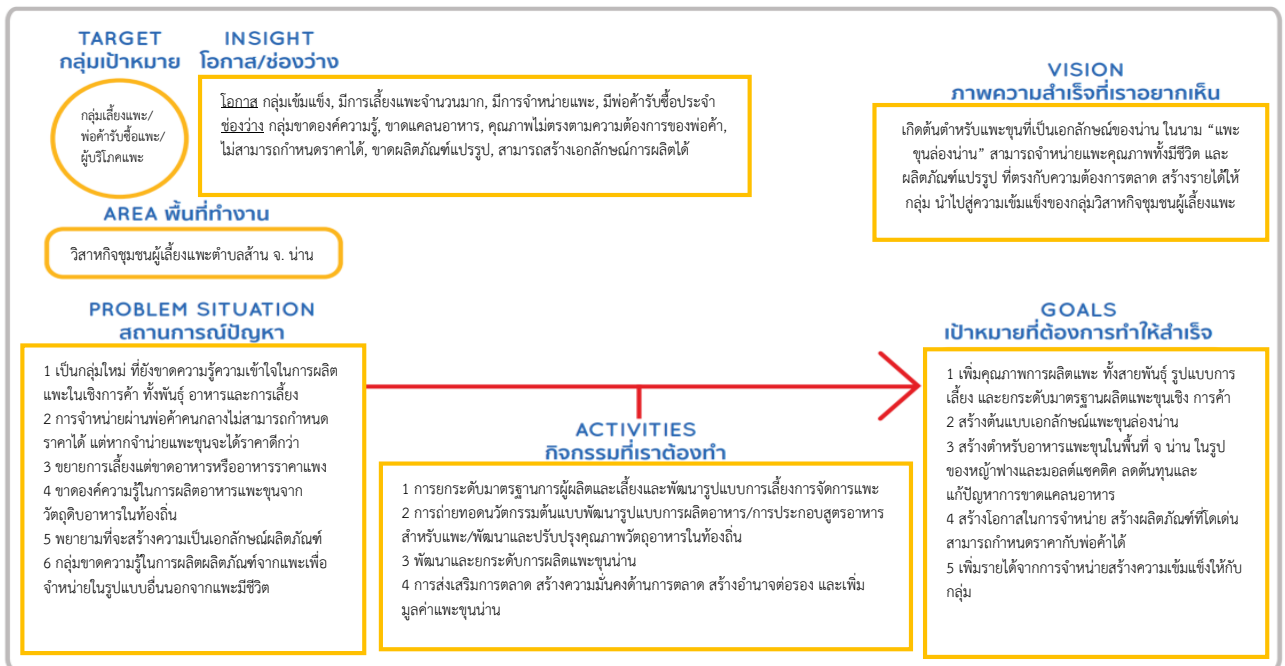 TARGET
กลุ่มเป้าหมาย
กลุ่มเลี้ยงแพะ/
พ่อค้ารับซื้อแพะ/
ผู้บริโภคแพะ
INSIGHT
โอกาส/ช่องว่าง
โอกาส กลุ่มเข้มแข็ง, มีการเลี้ยงแพะจำนวนมาก, มีการจำหน่ายแพะ, มีพ่อค้ารับซื้อประจำ
ช่องว่าง กลุ่มขาดองค์ความรู้, ขาดแคลนอาหาร, คุณภาพไม่ตรงตามความต้องการของพ่อค้า,
ไม่สามารถกำหนดราคาได้, ขาดผลิตภัณฑ์แปรรูป, สามารถสร้างเอกลักษณ์การผลิตได้
VISION
ภาพความสำเร็จที่เราอยากเห็น
เกิดต้นตำหรับแพะขุนที่เป็นเอกลักษณ์ของน่าน ในนาม “แพะ
ขุนล่องน่าน” สามารถจำหน่ายแพะคุณภาพทั้งมีชีวิต และ
ผลิตภัณฑ์แปรรูป ที่ตรงกับความต้องการตลาด สร้างรายได้ให้
กลุ่ม นำไปสู่ความเข้มแข็งของกลุ่มวิสาหกิจชุมชนผู้เลี้ยงแพะ
AREA พื้นที่ทำงาน
วิสาหกิจชุมชนผู้เลี้ยงแพะตำบลส้าน จ. น่าน
PROBLEM SITUATION
สถานการณ์ปัญหา
1 เป็นกลุ่มใหม่ ที่ยังขาดความรู้ความเข้าใจในการผลิต
แพะในเชิงการค้า ทั้งพันธุ์ อาหารและการเลี้ยง
2 การจำหน่ายผ่านพ่อค้าคนกลางไม่สามารถกำหนด
ราคาได้ แต่หากจำน่ายแพะขุนจะได้ราคาดีกว่า
3 ขยายการเลี้ยงแต่ขาดอาหารหรืออาหารราคาแพง
4 ขาดองค์ความรู้ในการผลิตอาหารแพะขุนจาก
วัตถุดิบอาหารในท้องถิ่น
5 พยายามที่จะสร้างความเป็นเอกลักษณ์ผลิตภัณฑ์
6 กลุ่มขาดความรู้ในการผลิตผลิตภัณฑ์จากแพะเพื่อ
จำหน่ายในรูปแบบอื่นนอกจากแพะมีชีวิต
ACTIVITIES
กิจกรรมที่เราต้องทำ
1 การยกระดับมาตรฐานการผู้ผลิตและเลี้ยงและพัฒนารูปแบบการเลี้ยงการจัดการแพะ
2 การถ่ายทอดนวัตกรรมต้นแบบพัฒนารูปแบบการผลิตอาหาร/การประกอบสูตรอาหาร
สำหรับแพะ/พัฒนาและปรับปรุงคุณภาพวัตถุอาหารในท้องถิ่น
3 พัฒนาและยกระดับการผลิตแพะขุนน่าน
4 การส่งเสริมการตลาด สร้างความมั่นคงด้านการตลาด สร้างอำนาจต่อรอง และเพิ่ม
มูลค่าแพะขุนน่าน
GOALS
เป้าหมายที่ต้องการทำให้สำเร็จ
1 เพิ่มคุณภาพการผลิตแพะ ทั้งสายพันธุ์ รูปแบบการ
เลี้ยง และยกระดับมาตรฐานผลิตแพะขุนเชิง การค้า
2 สร้างต้นแบบเอกลักษณ์แพะขุนล่องน่าน
3 สร้างตำหรับอาหารแพะขุนในพื้นที่ จ น่าน ในรูป
ของหญ้าฟางและมอลต์แซคติค ลดต้นทุนและ
แก้ปัญหาการขาดแคลนอาหาร
4 สร้างโอกาสในการจำหน่าย สร้างผลิตภัณฑ์ที่โดเด่น
สามารถกำหนดราคากับพ่อค้าได้
5 เพิ่มรายได้จากการจำหน่ายสร้างความเข้มแข็งให้กับ
กลุ่ม